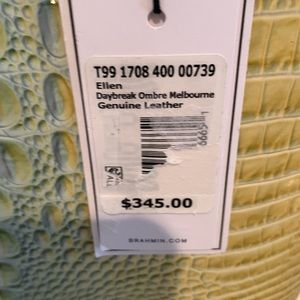 T99 1708 400 00739
Ellen
Daybreak Ombre Melbourne
Genuine Leather
$345.00
BRAHMIN.COM